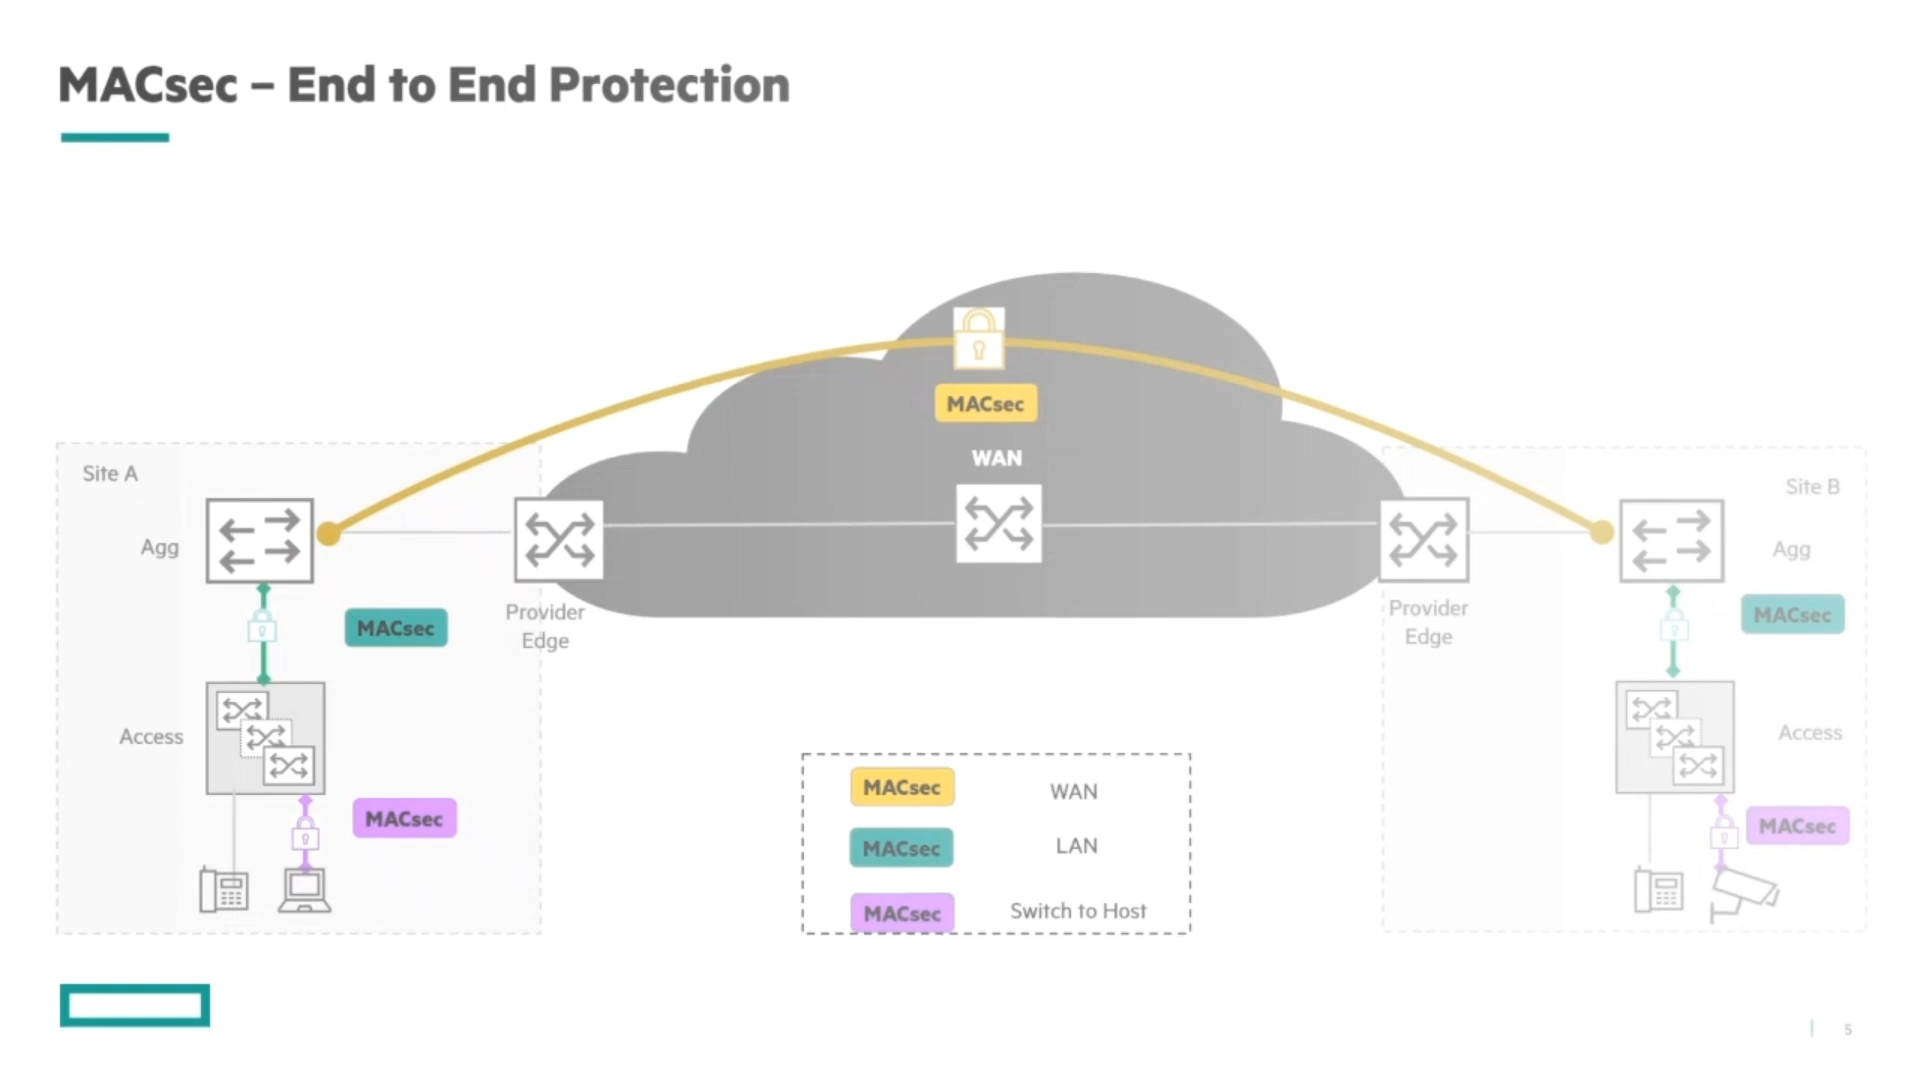 MACsec – End to End Protection
MACsec
WAN
Site A
Agg
Provider
Edge
MACsec
Access
MACsec
Site B
Agg
Provider
Edge
MACsec
Access
MACsec
MACsec WAN
MACsec LAN
MACsec Switch to Host
5